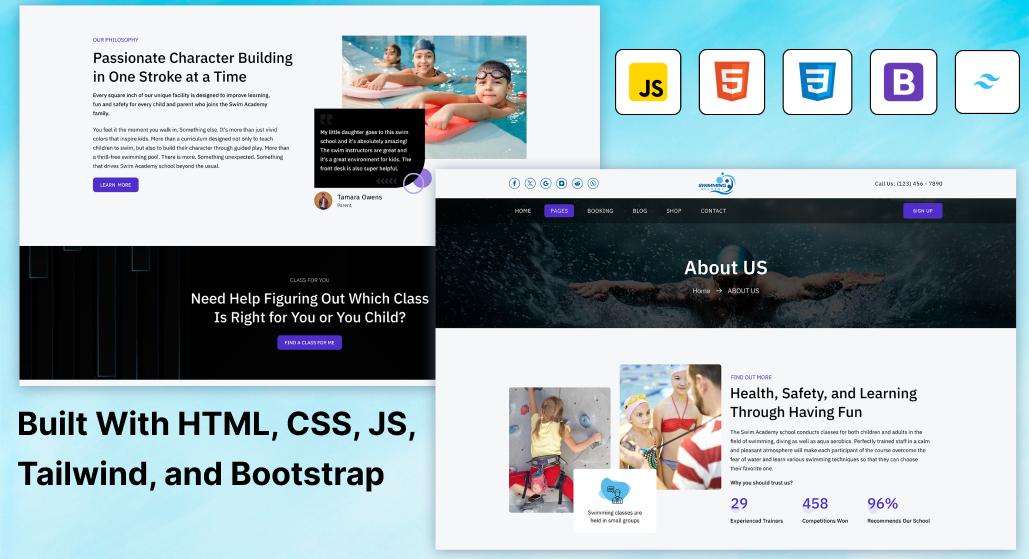 OUR PHILOSOPHY
Passionate Character Building
in One Stroke at a Time
Every square inch of our unique facility is designed to improve learning,
fun and safety for every child and parent who joins the Swim Academy
family.
You feel it the moment you walk in. Something else. It's more than just vivid
colors that inspire kids. More than a curriculum designed not only to teach
children to swim, but also to build their character through guided play. More than
a thrill-free swimming pool. There is more. Something unexpected. Something
that drives Swim Academy school beyond the usual.
LEARN MORE
My little daughter goes to this swim
school and it's absolutely amazing!
The swim instructors are great and
it's a great environment for kids. The
front desk is also super helpful.
Tamara Owens
Parent
CLASS FOR YOU
Need Help Figuring Out Which Class
Is Right for You or You Child?
FIND A CLASS FOR ME
JS
5
3
B
SWIMMING
Call Us: (123) 456 - 7890
HOME
PAGES
BOOKING
BLOG
SHOP
CONTACT
SIGN UP
About US
Home → ABOUT US
FIND OUT MORE
Health, Safety, and Learning
Through Having Fun
The Swim Academy school conducts classes for both children and adults in the
field of swimming, diving as well as aqua aerobics. Perfectly trained staff in a calm
and pleasant atmosphere will make each participant of the course overcome the
fear of water and learn various swimming techniques so that they can choose
their favorite one.
Why you should trust us?
29
Experienced Trainers
458
Competitions Won
96%
Recommends Our School
Swimming classes are
held in small groups
Built With HTML, CSS, JS,
Tailwind, and Bootstrap